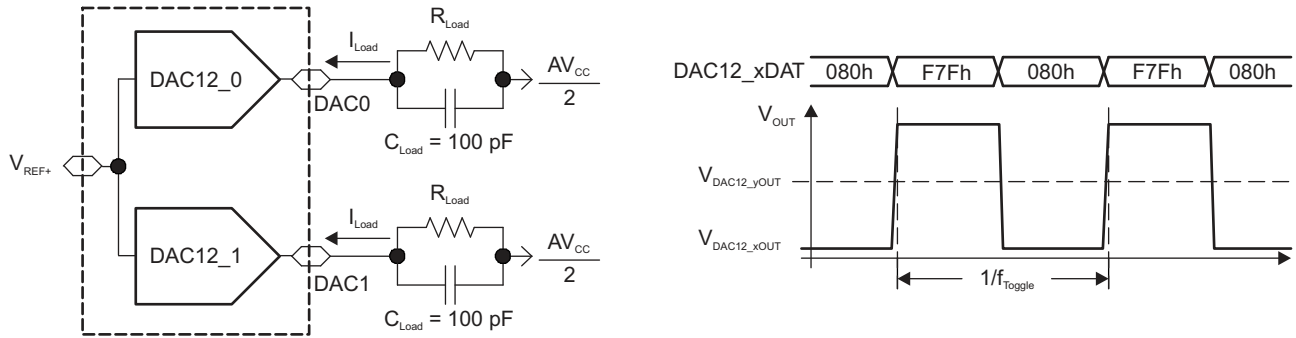 R_Load
I_Load
AV_CC
2
DAC12_0
DAC0
C_Load = 100 pF
V_REF+
R_Load
I_Load
AV_CC
2
DAC12_1
DAC1
C_Load = 100 pF
DAC12_xDAT 080h F7Fh 080h F7Fh 080h
V_OUT
V_DAC12_yOUT
V_DAC12_xOUT
1/f_Toggle